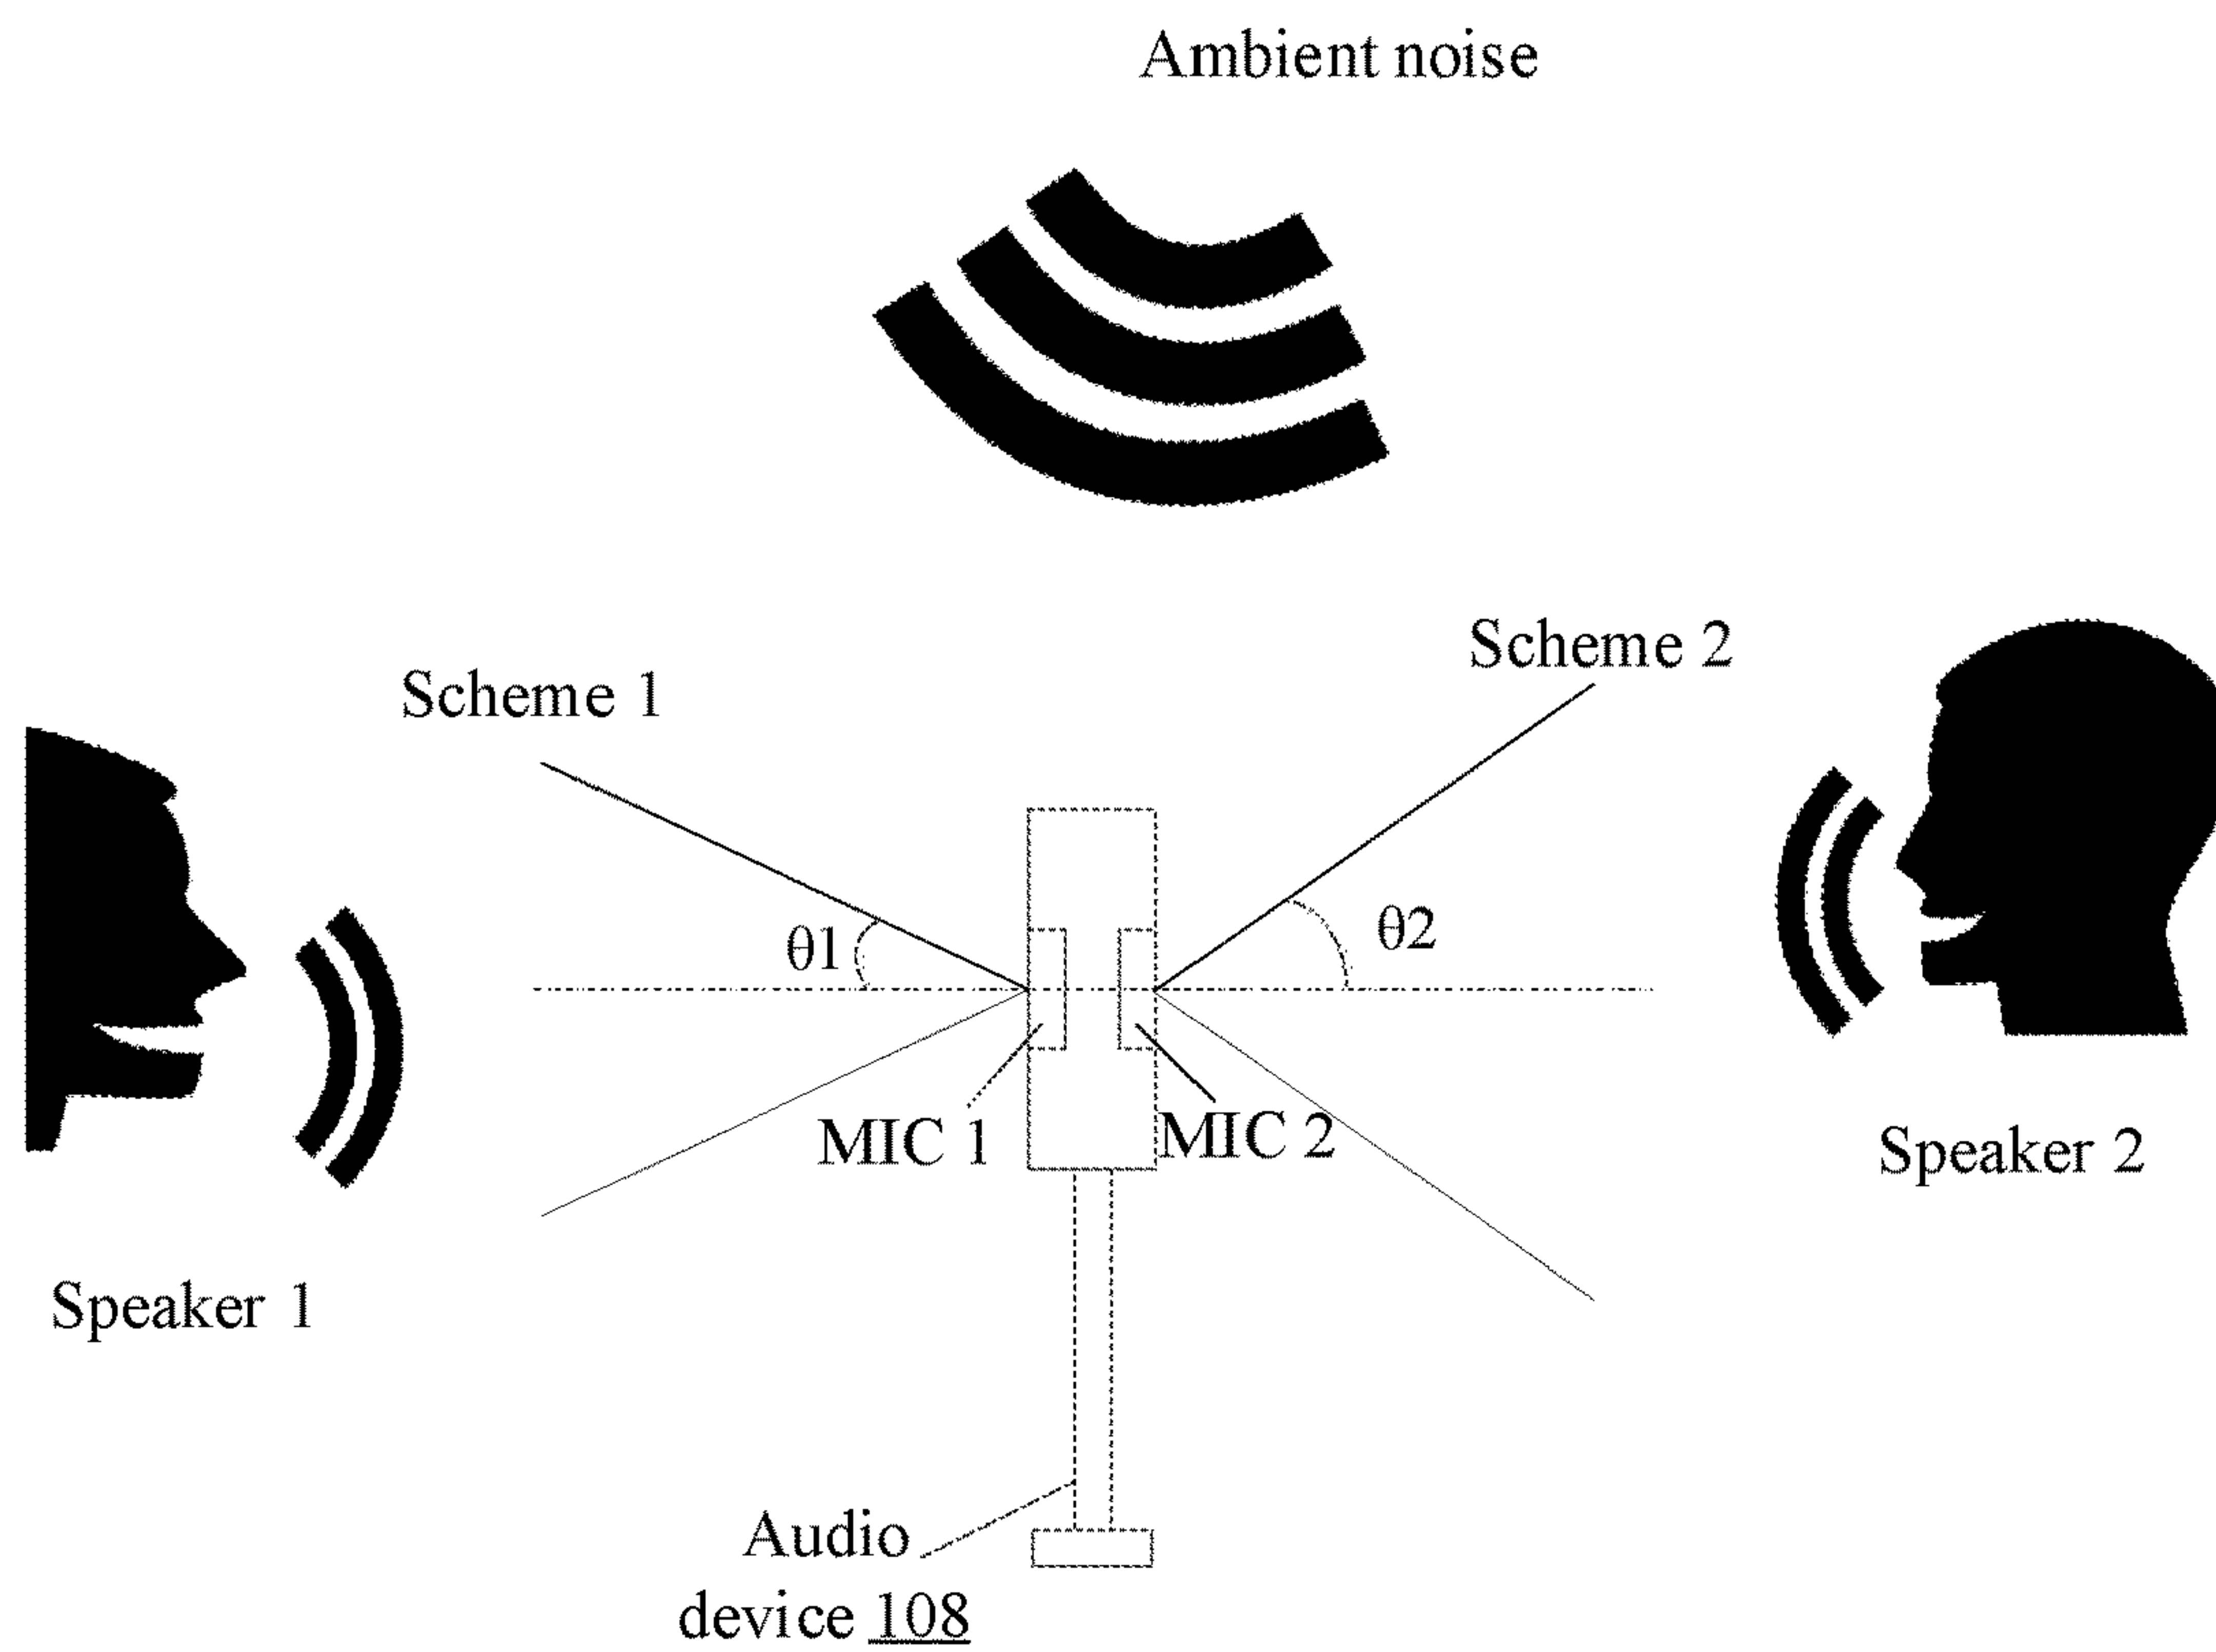 Ambient noise
Scheme 2
Scheme 1
θ1
θ2
MIC 1
MIC 2
Speaker 2
Speaker 1
Audio
device 108